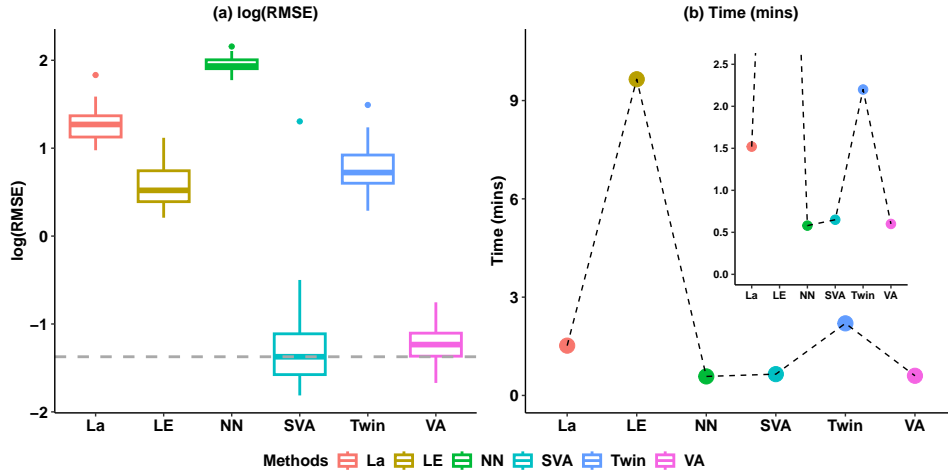 (a) log(RMSE)
log(RMSE)
2
1
0
−1
−2
La LE NN SVA Twin VA
(b) Time (mins)
Time (mins)
9
6
3
0
La LE NN SVA Twin VA
2.5
2.0
1.5
1.0
0.5
0.0
La LE NN SVA Twin VA
Methods La LE NN SVA Twin VA